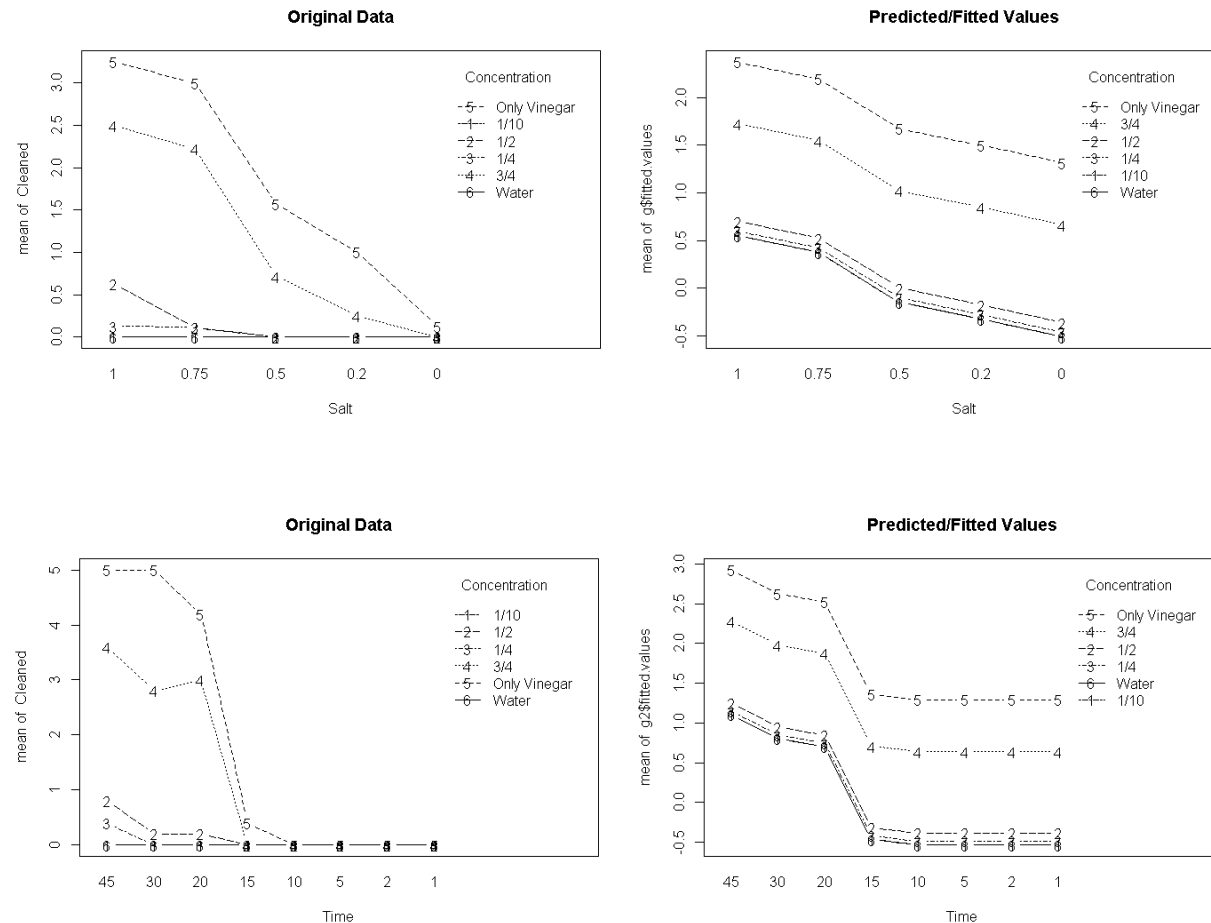 Original Data
mean of Cleaned
3.0
2.5
2.0
1.5
1.0
0.5
0.0
Concentration
5 Only Vinegar
1 1/10
2 1/2
3 1/4
4 3/4
6 Water
1 0.75 0.5 0.2 0
Salt
Predicted/Fitted Values
mean of g$fitted.values
2.0
1.5
1.0
0.5
0.0
-0.5
Concentration
5 Only Vinegar
4 3/4
2 1/2
3 1/4
1 1/10
6 Water
1 0.75 0.5 0.2 0
Salt
Original Data
mean of Cleaned
5
4
3
2
1
0
Concentration
1 1/10
2 1/2
3 1/4
4 3/4
5 Only Vinegar
6 Water
45 30 20 15 10 5 2 1
Time
Predicted/Fitted Values
mean of g2$fitted.values
3.0
2.5
2.0
1.5
1.0
0.5
0.0
-0.5
Concentration
5 Only Vinegar
4 3/4
2 1/2
3 1/4
6 Water
1 1/10
45 30 20 15 10 5 2 1
Time